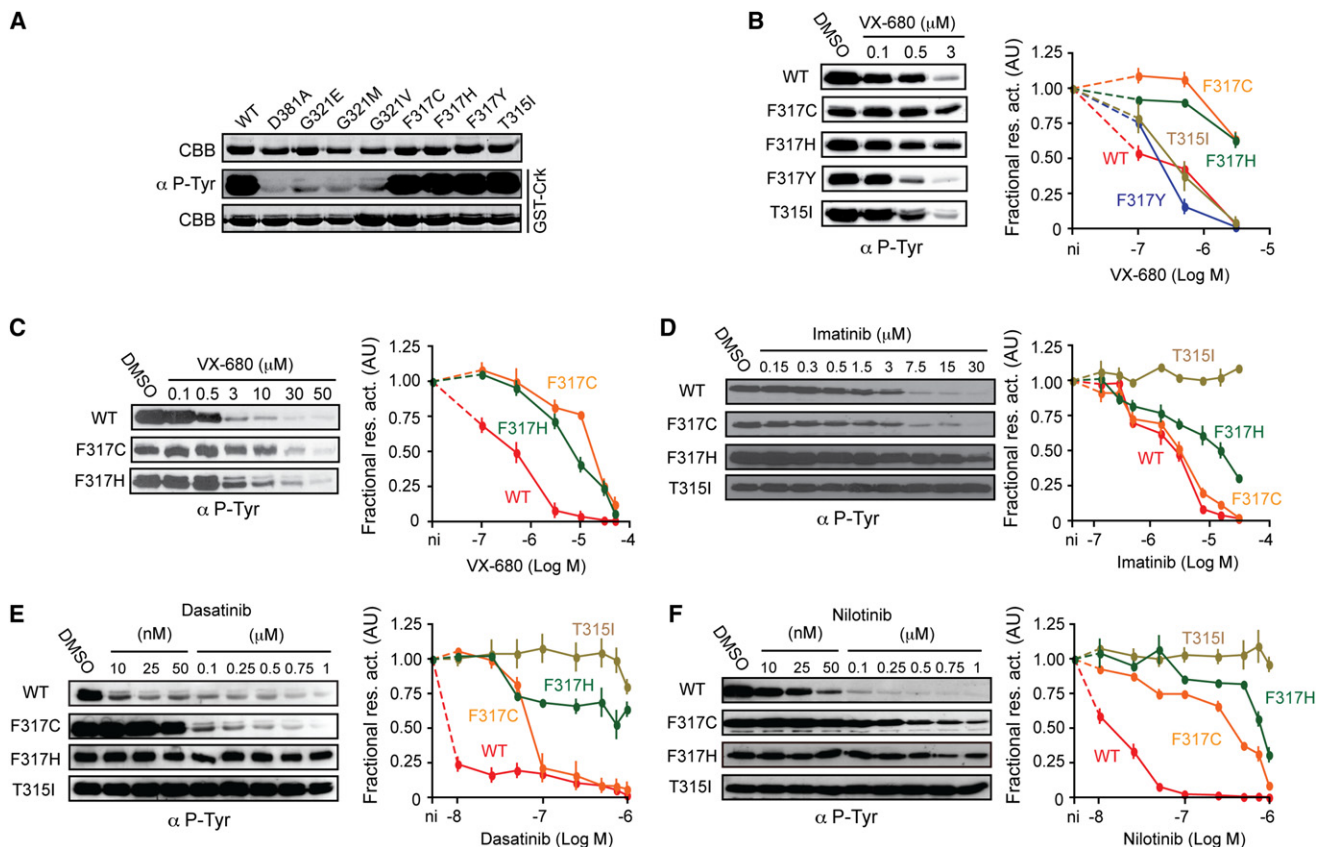 A
WT D381A G321E G321M G321V F317C F317H F317Y T315I
CBB
α P-Tyr
CBB
GST-Crk
B
VX-680 (μM)
DMSO 0.1 0.5 3
WT
F317C
F317H
F317Y
T315I
α P-Tyr
Fractional res. act. (AU)
1.25
1.00
0.75
0.50
0.25
0
F317C
T315I
WT
F317H
F317Y
ni -7 -6 -5
VX-680 (Log M)
C
VX-680 (μM)
DMSO 0.1 0.5 3 10 30 50
WT
F317C
F317H
α P-Tyr
Fractional res. act. (AU)
1.25
1.00
0.75
0.50
0.25
0
F317C
F317H
WT
ni -7 -6 -5 -4
VX-680 (Log M)
D
Imatinib (μM)
DMSO 0.15 0.3 0.5 1.5 3 7.5 15 30
WT
F317C
F317H
T315I
α P-Tyr
Fractional res. act. (AU)
1.25
1.00
0.75
0.50
0.25
0
T315I
F317H
WT
F317C
ni -7 -6 -5 -4
Imatinib (Log M)
E
Dasatinib
(nM) (μM)
DMSO 10 25 50 0.1 0.25 0.5 0.75 1
WT
F317C
F317H
T315I
α P-Tyr
Fractional res. act. (AU)
1.25
1.00
0.75
0.50
0.25
0
T315I
F317H
F317C
WT
ni -8 -7 -6
Dasatinib (Log M)
F
Nilotinib
(nM) (μM)
DMSO 10 25 50 0.1 0.25 0.5 0.75 1
WT
F317C
F317H
T315I
α P-Tyr
Fractional res. act. (AU)
1.25
1.00
0.75
0.50
0.25
0
T315I
F317H
F317C
WT
ni -8 -7 -6
Nilotinib (Log M)